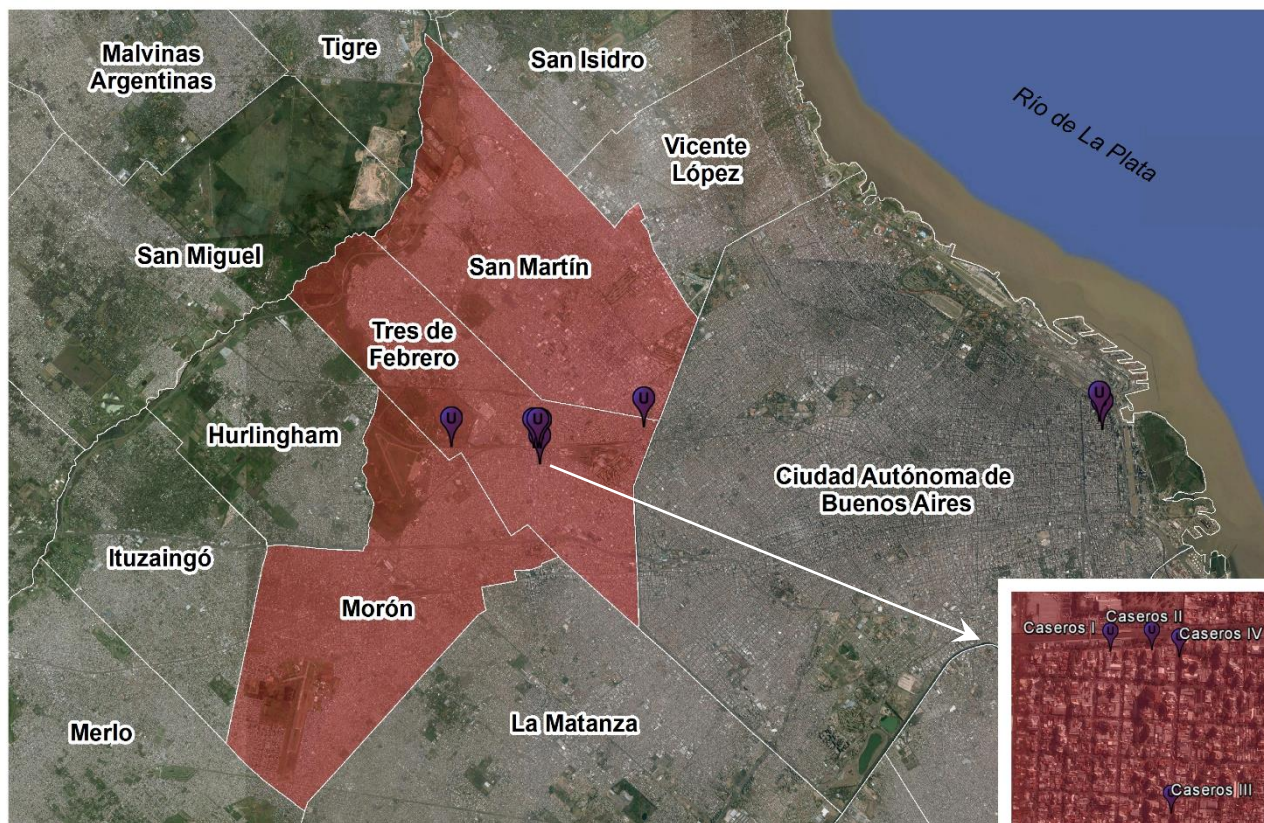 Malvinas
Argentinas
Tigre
San Isidro
Río de La Plata
Vicente
López
San Miguel
San Martín
Tres de
Febrero
U
U
U
Hurlingham
Ciudad Autónoma de
Buenos Aires
Ituzaingó
Morón
La Matanza
Merlo
Caseros I
Caseros II
Caseros IV
U
U
Caseros III